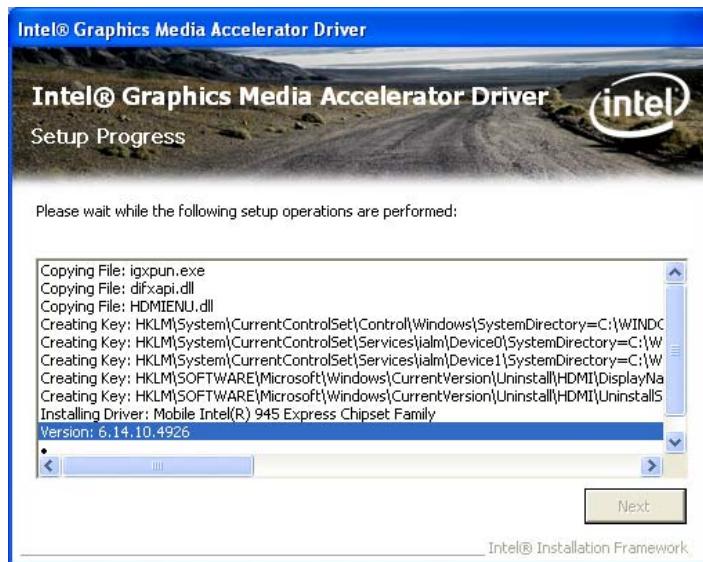 Intel® Graphics Media Accelerator Driver
Intel® Graphics Media Accelerator Driver
intel
Setup Progress
Please wait while the following setup operations are performed:
Copying File: igxpun.exe
Copying File: difxapi.dll
Copying File: HDMIENU.dll
Creating Key: HKLM\System\CurrentControlSet\Control\Windows\SystemDirectory=C:\WINDC
Creating Key: HKLM\System\CurrentControlSet\Services\ialm\Device0\SystemDirectory=C:\W
Creating Key: HKLM\System\CurrentControlSet\Services\ialm\Device1\SystemDirectory=C:\W
Creating Key: HKLM\SOFTWARE\Microsoft\Windows\CurrentVersion\Uninstall\HDMI\DisplayNa
Creating Key: HKLM\SOFTWARE\Microsoft\Windows\CurrentVersion\Uninstall\HDMI\UninstallS
Installing Driver: Mobile Intel(R) 945 Express Chipset Family
Version: 6.14.10.4926
Next
Intel® Installation Framework